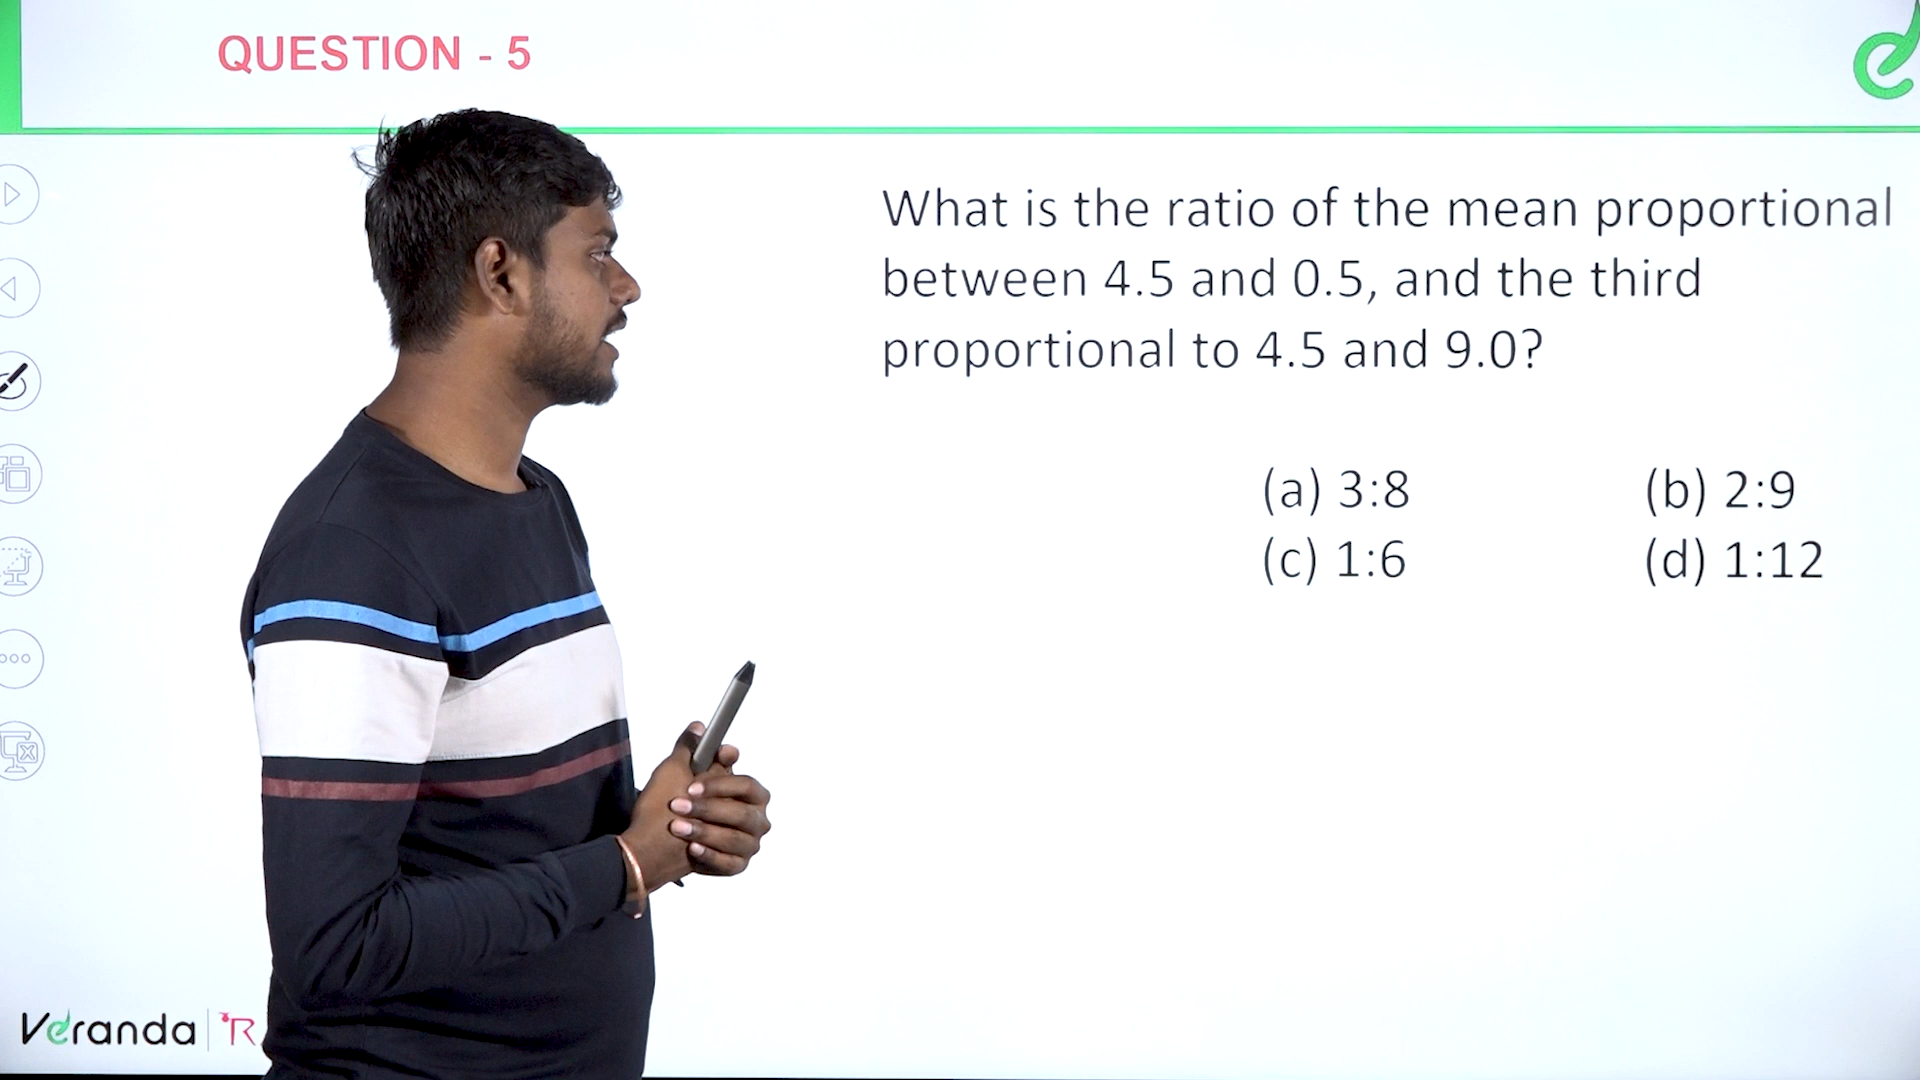 QUESTION - 5
What is the ratio of the mean proportional
between 4.5 and 0.5, and the third
proportional to 4.5 and 9.0?
(a) 3:8 (b) 2:9
(c) 1:6 (d) 1:12
Veranda R